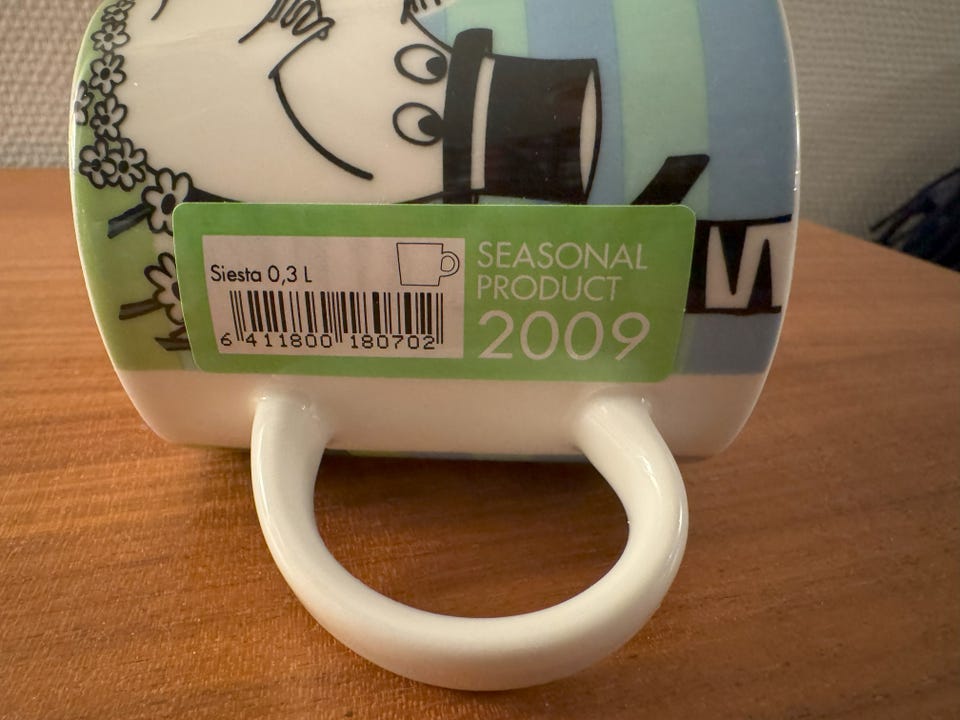 Siesta 0,3 L
6 411800 180702
SEASONAL
PRODUCT
2009